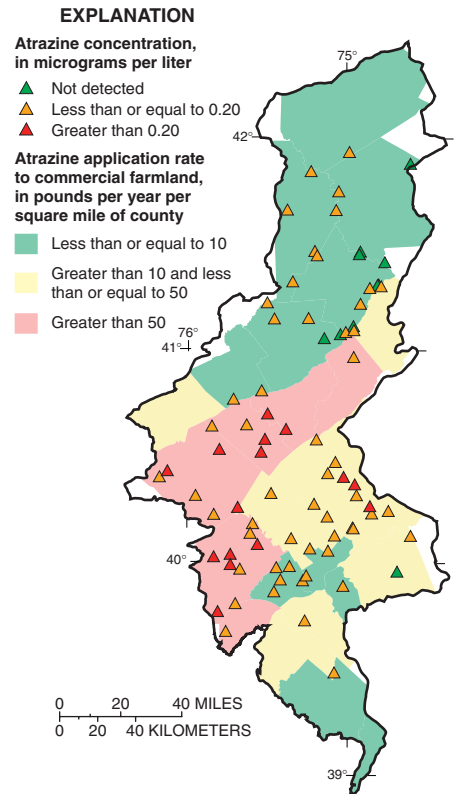 EXPLANATION
Atrazine concentration,
in micrograms per liter
Not detected
Less than or equal to 0.20
Greater than 0.20
Atrazine application rate
to commercial farmland,
in pounds per year per
square mile of county
Less than or equal to 10
Greater than 10 and less
than or equal to 50
Greater than 50
75°
42°
76°
41°
40°
0 20 40 MILES
0 20 40 KILOMETERS
39°